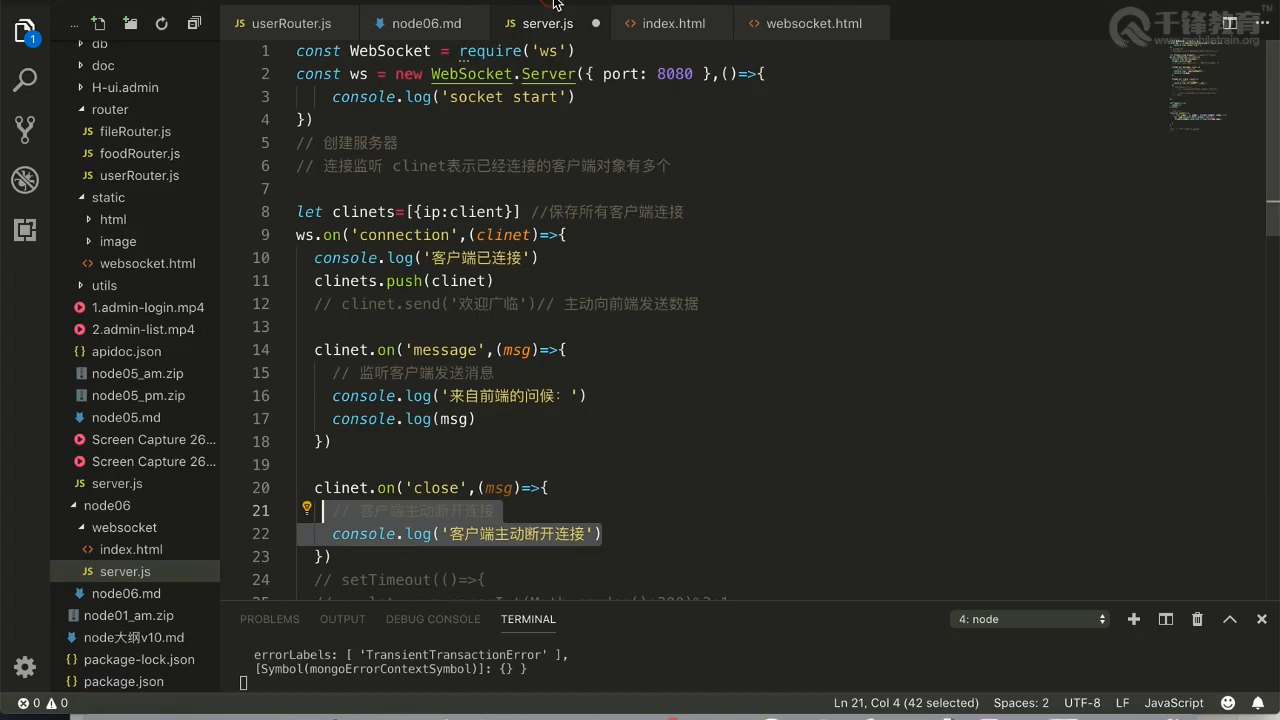 ...
1
userRouter.js
node06.md
server.js
index.html
websocket.html
千锋教育
www.mobiletrain.org
TM
db
doc
H-ui.admin
router
fileRouter.js
foodRouter.js
userRouter.js
static
html
image
websocket.html
utils
1.admin-login.mp4
2.admin-list.mp4
apidoc.json
node05_am.zip
node05_pm.zip
node05.md
Screen Capture 26...
Screen Capture 26...
server.js
node06
websocket
index.html
server.js
node06.md
node01_am.zip
node大纲v10.md
package-lock.json
package.json
1 const WebSocket = require('ws')
2 const ws = new WebSocket.Server({ port: 8080 },()=>{
3 console.log('socket start')
4 })
5 // 创建服务器
6 // 连接监听 clinet表示已经连接的客户端对象有多个
7
8 let clinets=[{ip:client}] //保存所有客户端连接
9 ws.on('connection',(clinet)=>{
10 console.log('客户端已连接')
11 clinets.push(clinet)
12 // clinet.send('欢迎广临')// 主动向前端发送数据
13
14 clinet.on('message',(msg)=>{
15 // 监听客户端发送消息
16 console.log('来自前端的问候：')
17 console.log(msg)
18 })
19
20 clinet.on('close',(msg)=>{
21 // 客户端主动断开连接
22 console.log('客户端主动断开连接')
23 })
24 // setTimeout(()=>{
PROBLEMS OUTPUT DEBUG CONSOLE TERMINAL 4: node
errorLabels: [ 'TransientTransactionError' ],
[Symbol(mongoErrorContextSymbol)]: {} }
0 0 Ln 21, Col 4 (42 selected) Spaces: 2 UTF-8 LF JavaScript